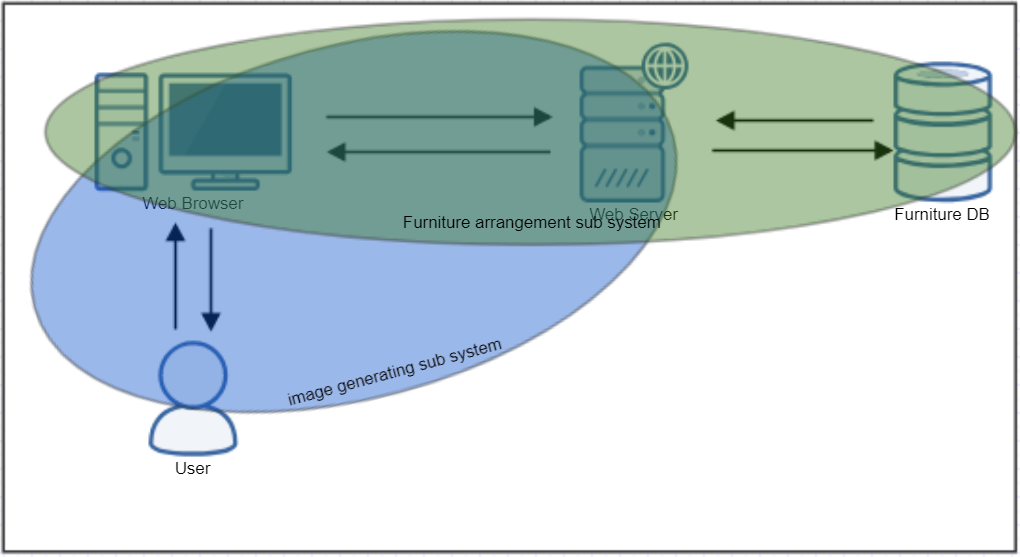 Web Browser
Web Server
Furniture DB
Furniture arrangement sub system
image generating sub system
User